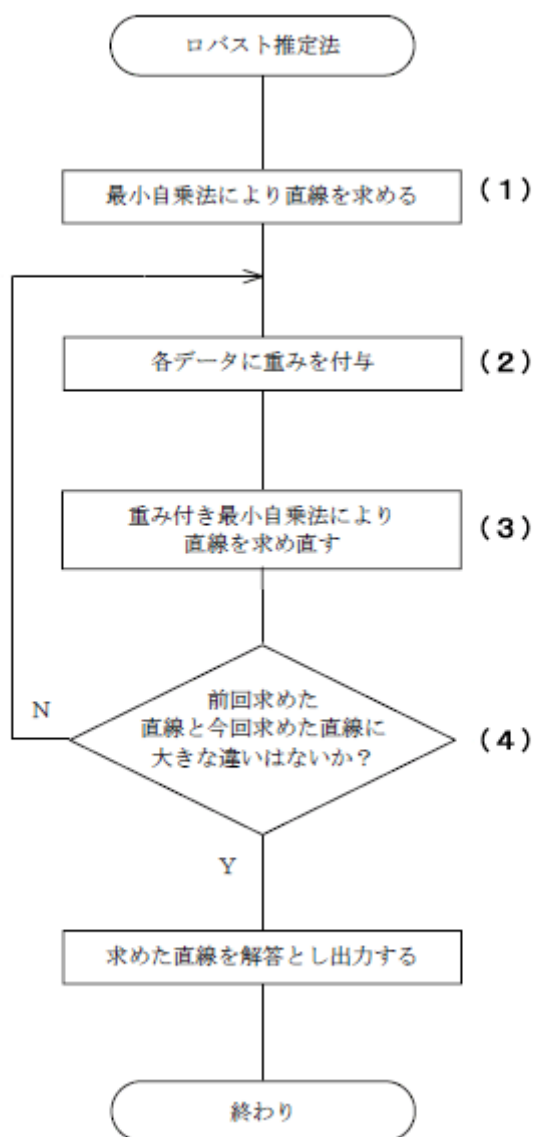 ロバスト推定法
最小自乗法により直線を求める
(1)
各データに重みを付与
(2)
重み付き最小自乗法により
直線を求め直す
(3)
前回求めた
直線と今回求めた直線に
大きな違いはないか？
(4)
N
Y
求めた直線を解答とし出力する
終わり